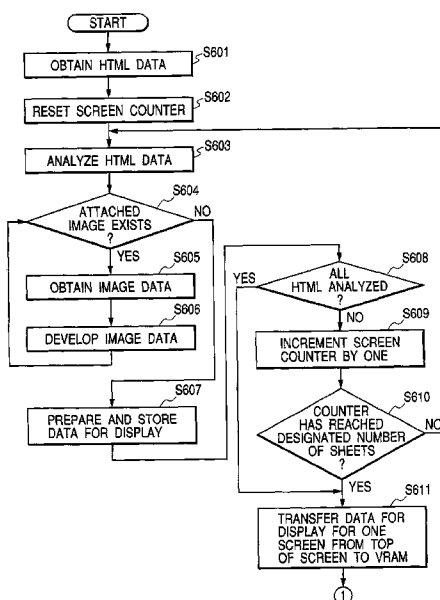 START
S601
OBTAIN HTML DATA
S602
RESET SCREEN COUNTER
S603
ANALYZE HTML DATA
S604
ATTACHED
IMAGE EXISTS
?
NO
YES
S605
OBTAIN IMAGE DATA
S606
DEVELOP IMAGE DATA
S607
PREPARE AND STORE
DATA FOR DISPLAY
S608
ALL
HTML ANALYZED
?
YES
NO
S609
INCREMENT SCREEN
COUNTER BY ONE
S610
COUNTER
HAS REACHED
DESIGNATED NUMBER
OF SHEETS
?
NO
YES
S611
TRANSFER DATA FOR
DISPLAY FOR ONE
SCREEN FROM TOP
OF SCREEN TO VRAM
1